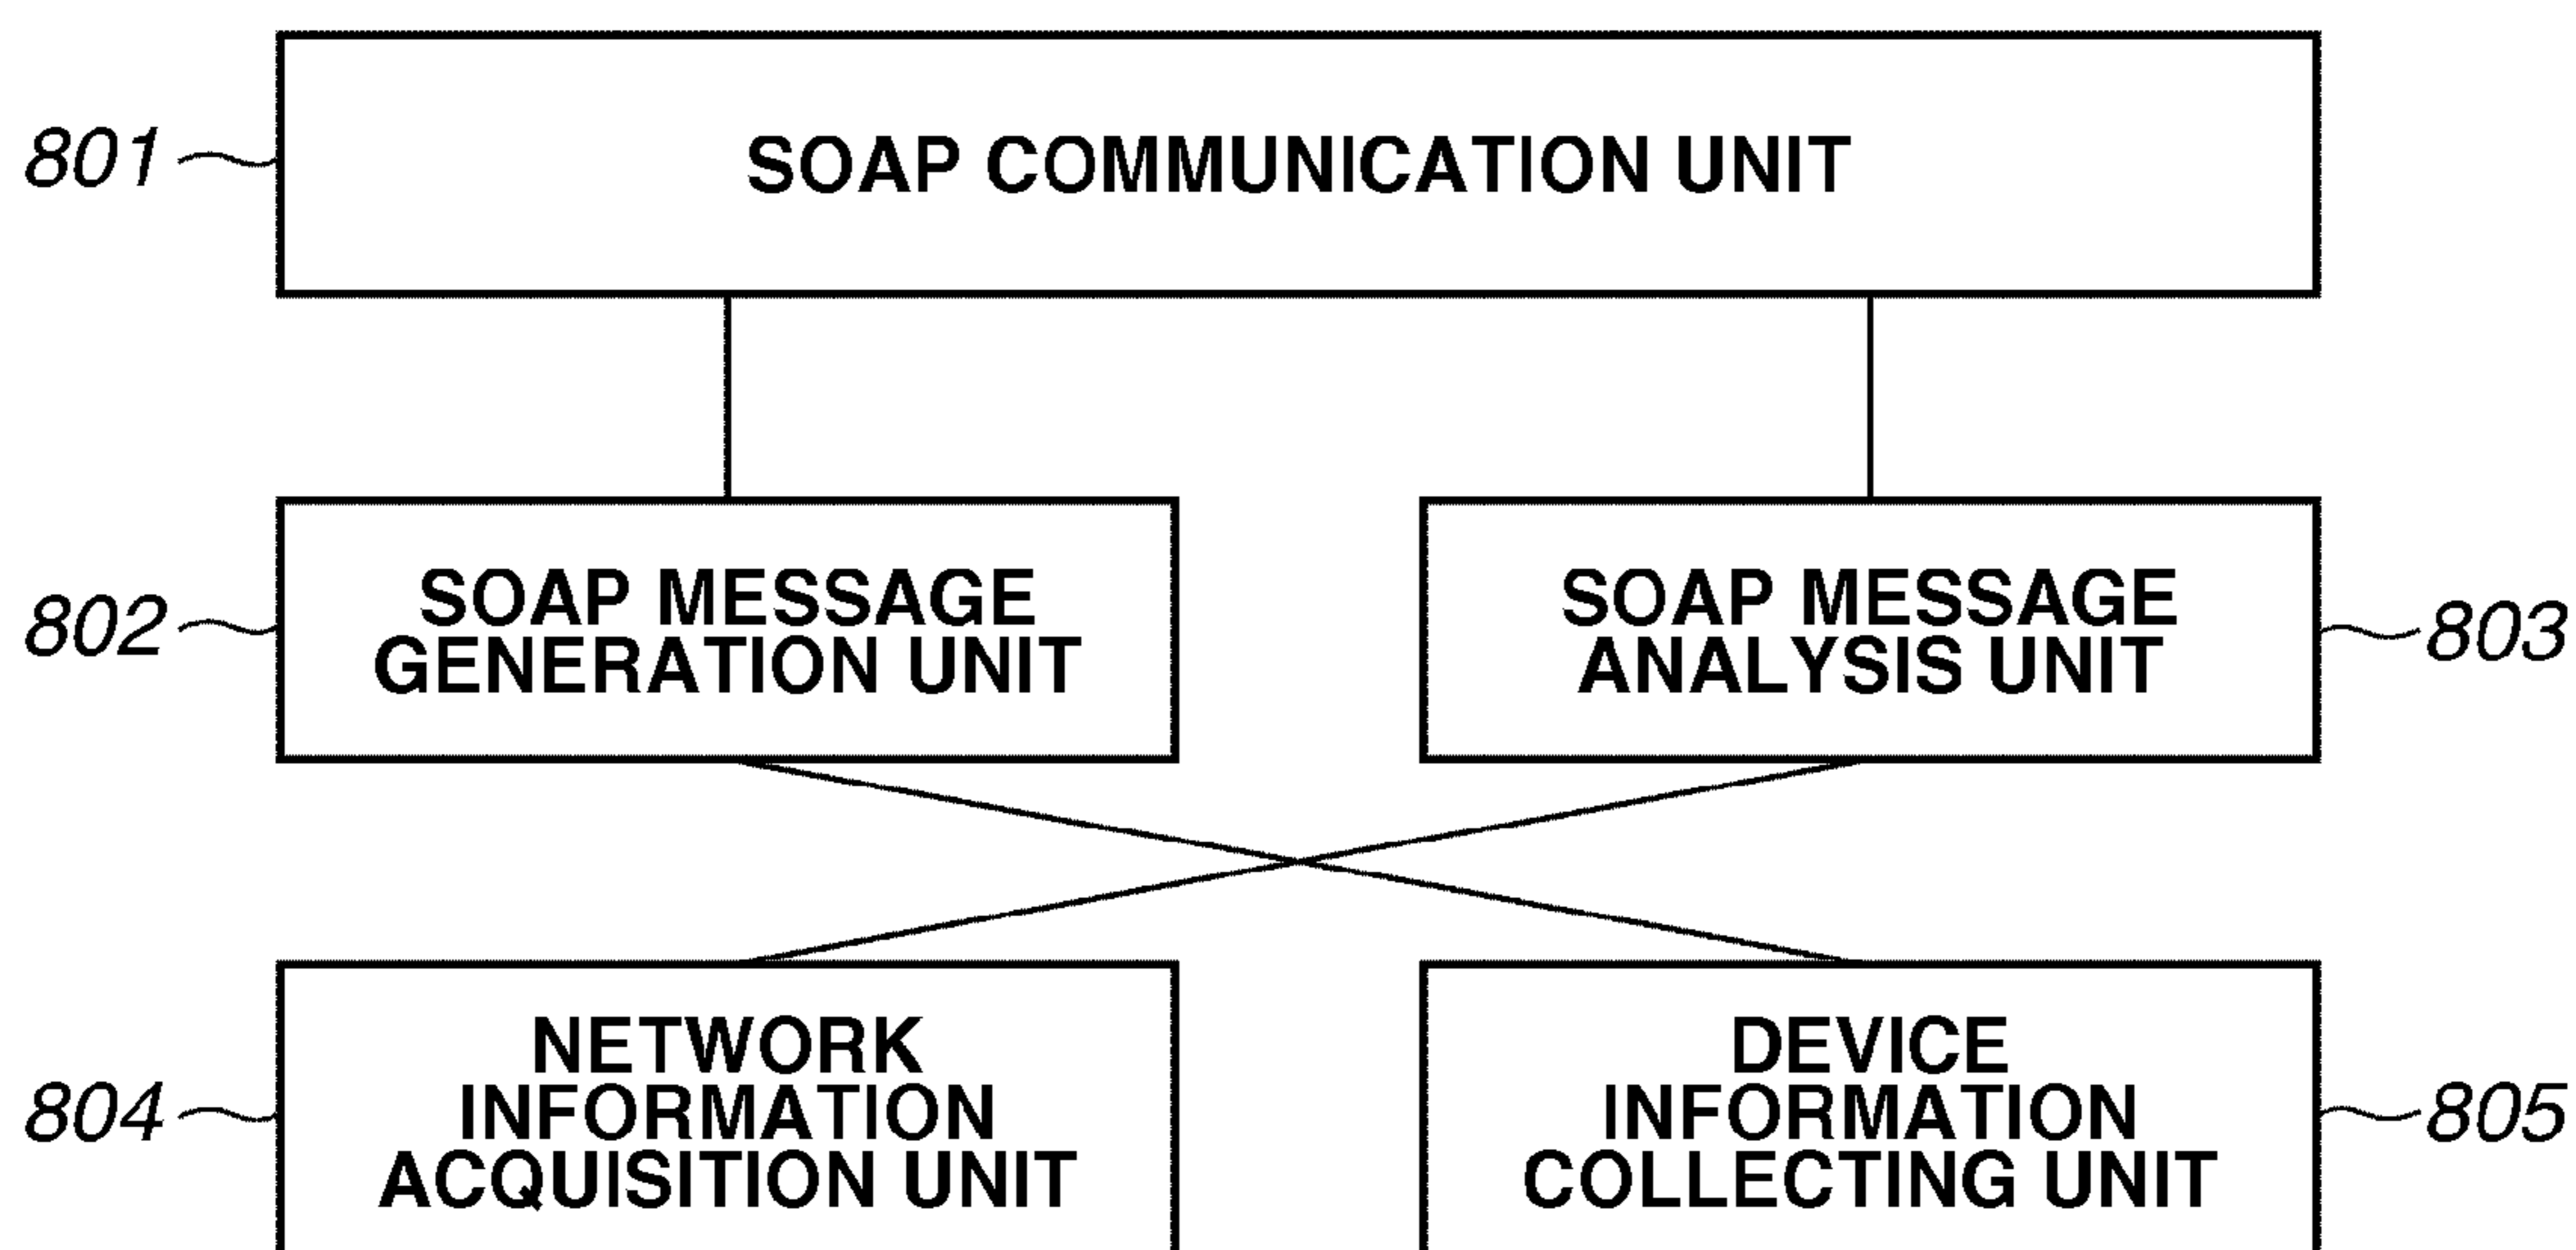 801
SOAP COMMUNICATION UNIT
802
SOAP MESSAGE
GENERATION UNIT
SOAP MESSAGE
ANALYSIS UNIT
803
804
NETWORK
INFORMATION
ACQUISITION UNIT
DEVICE
INFORMATION
COLLECTING UNIT
805